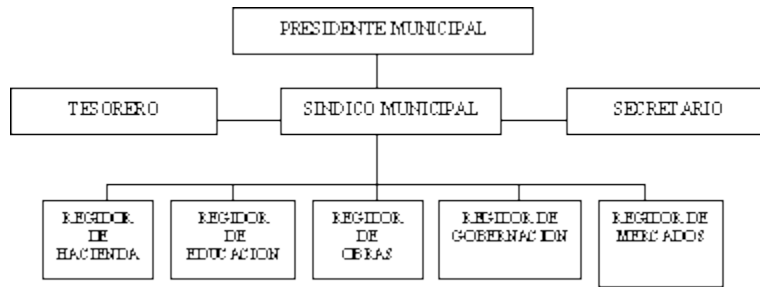 PRESIDENTE MUNICIPAL
TESORERO
SINDICO MUNICIPAL
SECRETARIO
REGIDOR
DE
HACIENDA
REGIDOR
DE
EDUCACION
REGIDOR
DE
OBRAS
REGIDOR DE
GOBERNACION
REGIDOR DE
MERCADOS